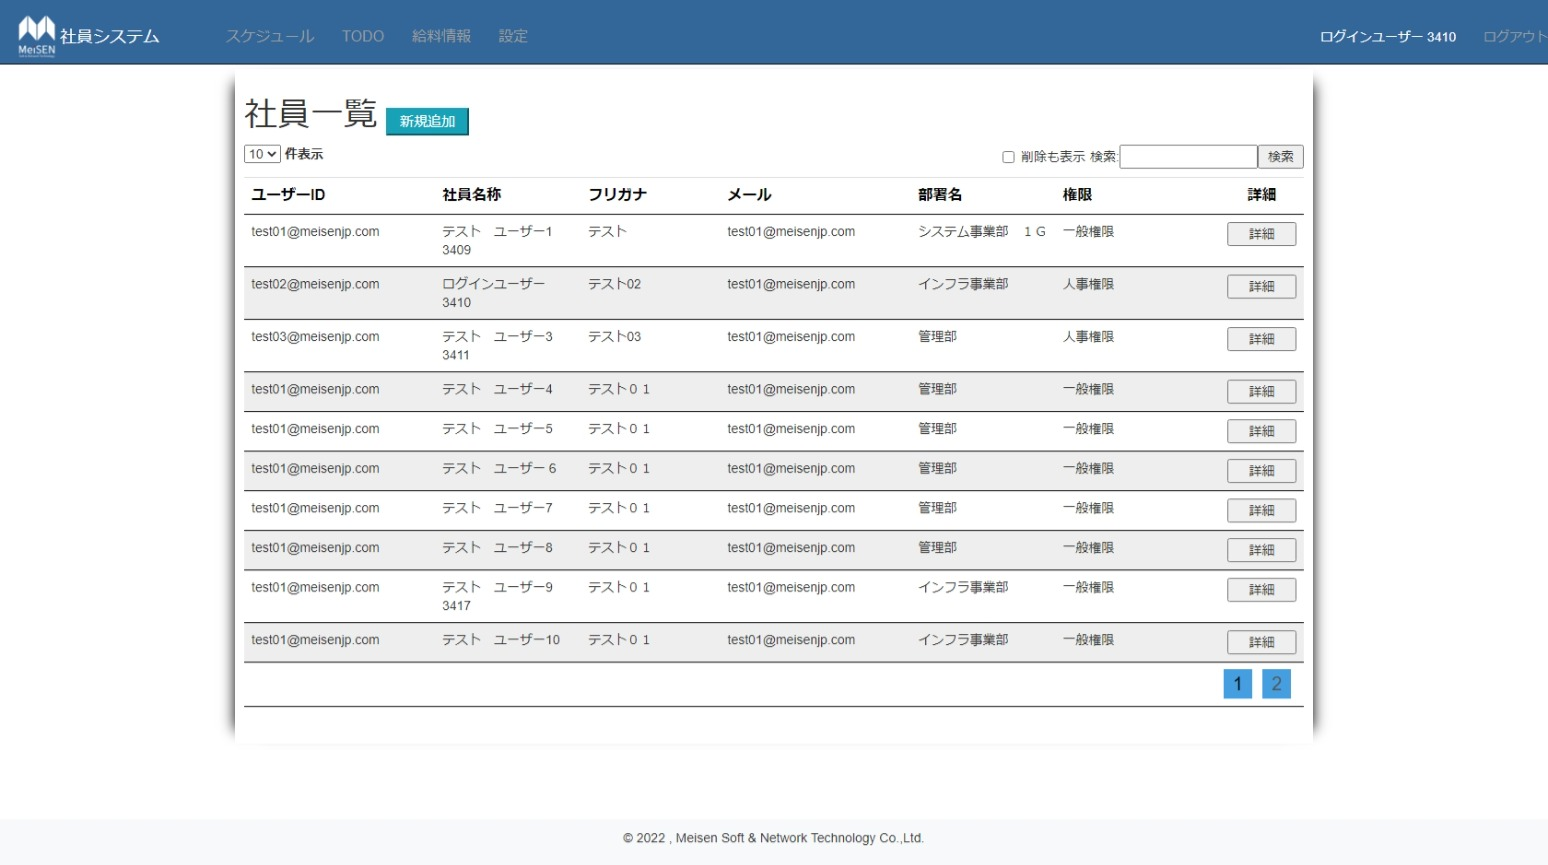 MeiSEN 社員システム スケジュール TODO 給料情報 設定 ログインユーザー 3410 ログアウト
社員一覧 新規追加
10 件表示 削除も表示 検索: 検索
ユーザーID 社員名称 フリガナ メール 部署名 権限 詳細
test01@meisenjp.com テスト　ユーザー1 テスト test01@meisenjp.com システム事業部　１Ｇ 一般権限 詳細
3409
test02@meisenjp.com ログインユーザー テスト02 test01@meisenjp.com インフラ事業部 人事権限 詳細
3410
test03@meisenjp.com テスト　ユーザー3 テスト03 test01@meisenjp.com 管理部 人事権限 詳細
3411
test01@meisenjp.com テスト　ユーザー4 テスト０１ test01@meisenjp.com 管理部 一般権限 詳細
test01@meisenjp.com テスト　ユーザー5 テスト０１ test01@meisenjp.com 管理部 一般権限 詳細
test01@meisenjp.com テスト　ユーザー６ テスト０１ test01@meisenjp.com 管理部 一般権限 詳細
test01@meisenjp.com テスト　ユーザー7 テスト０１ test01@meisenjp.com 管理部 一般権限 詳細
test01@meisenjp.com テスト　ユーザー8 テスト０１ test01@meisenjp.com 管理部 一般権限 詳細
test01@meisenjp.com テスト　ユーザー9 テスト０１ test01@meisenjp.com インフラ事業部 一般権限 詳細
3417
test01@meisenjp.com テスト　ユーザー10 テスト０１ test01@meisenjp.com インフラ事業部 一般権限 詳細
1 2
© 2022 , Meisen Soft & Network Technology Co.,Ltd.